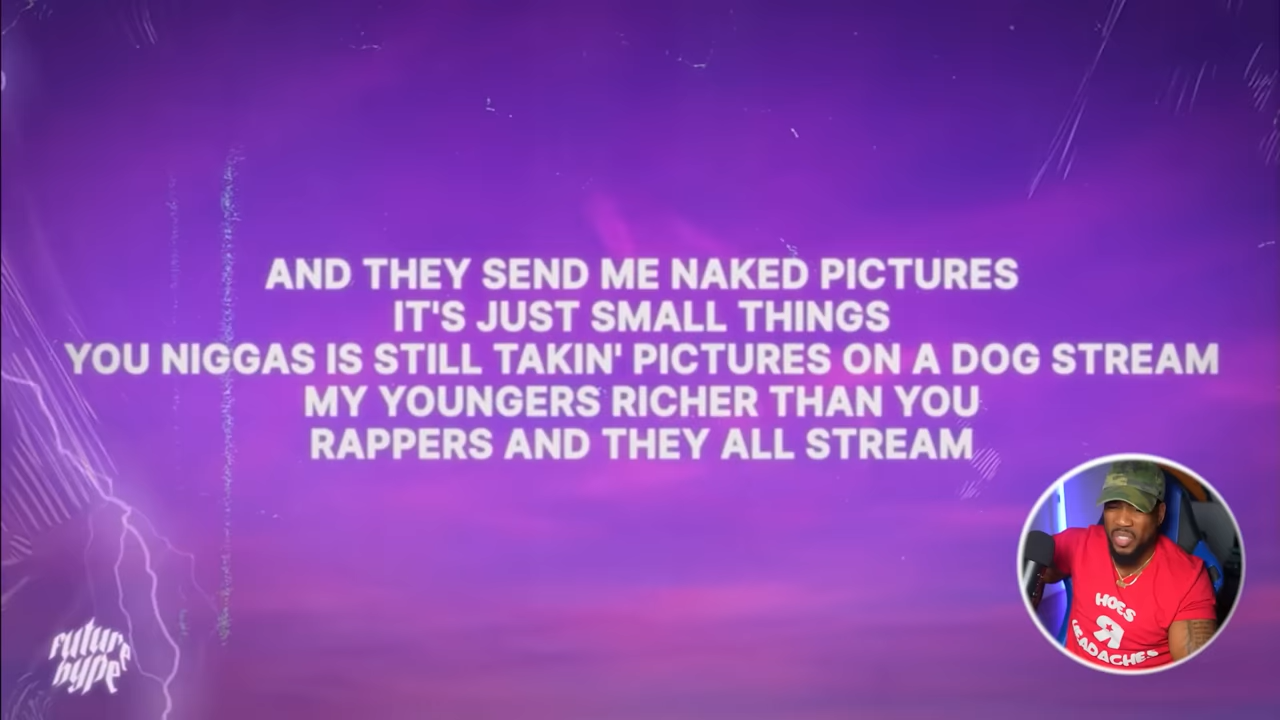 AND THEY SEND ME NAKED PICTURES
IT'S JUST SMALL THINGS
YOU NIGGAS IS STILL TAKIN' PICTURES ON A DOG STREAM
MY YOUNGERS RICHER THAN YOU
RAPPERS AND THEY ALL STREAM
future
hype
HOES
R
HEADACHES